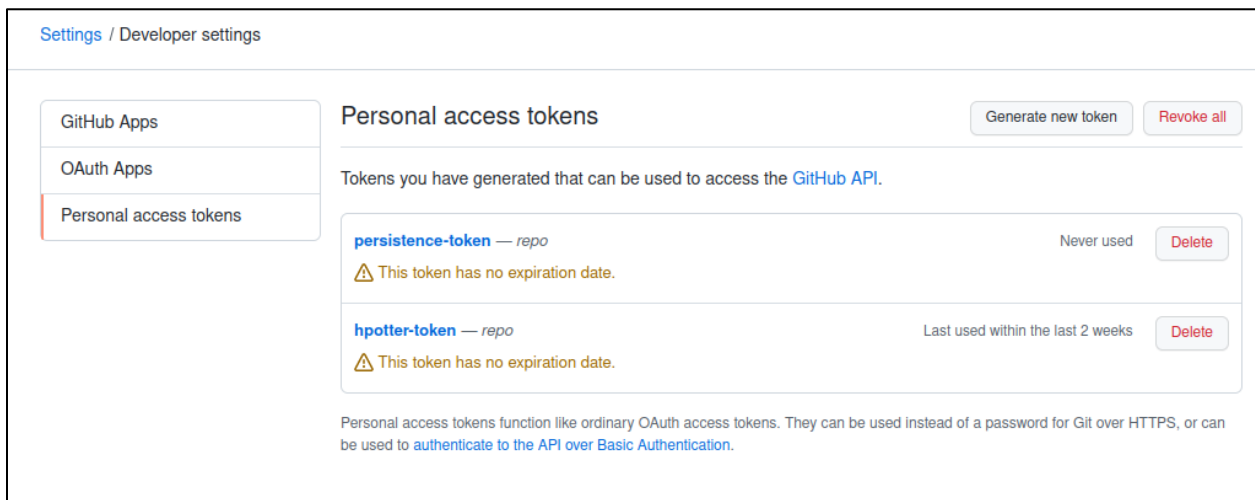 Settings / Developer settings
GitHub Apps
OAuth Apps
Personal access tokens
Personal access tokens
Generate new token
Revoke all
Tokens you have generated that can be used to access the GitHub API.
persistence-token — repo
Never used
Delete
This token has no expiration date.
hpotter-token — repo
Last used within the last 2 weeks
Delete
This token has no expiration date.
Personal access tokens function like ordinary OAuth access tokens. They can be used instead of a password for Git over HTTPS, or can
be used to authenticate to the API over Basic Authentication.